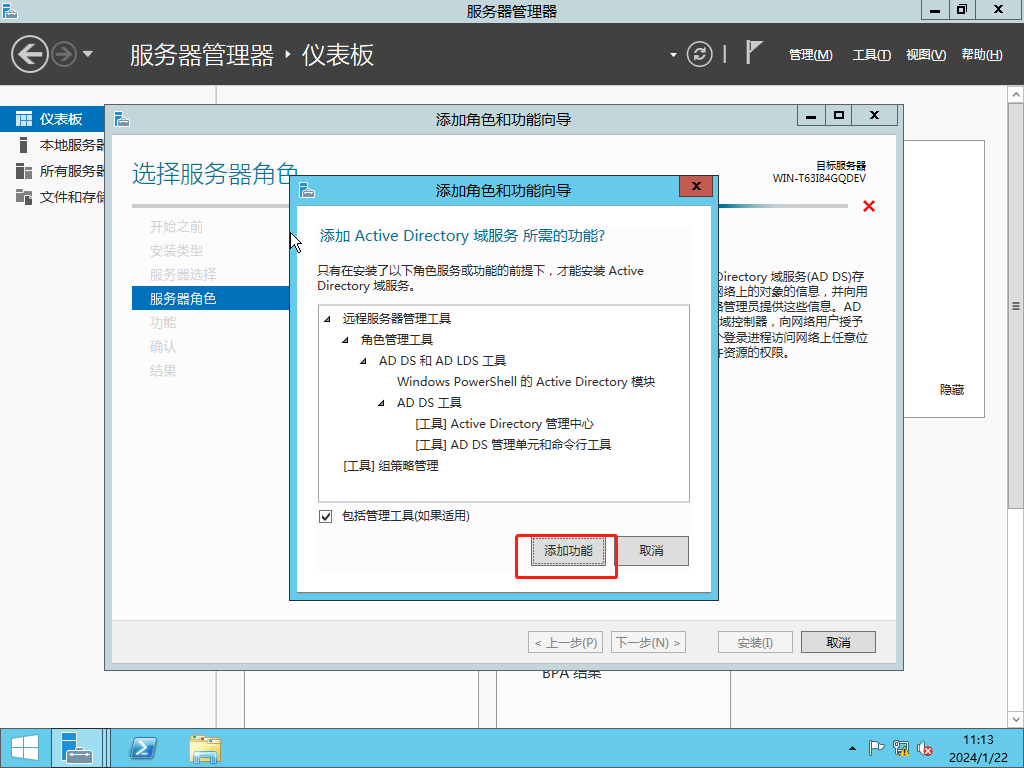 服务器管理器
服务器管理器 · 仪表板
管理(M) 工具(T) 视图(V) 帮助(H)
仪表板
本地服务器
所有服务器
文件和存储
添加角色和功能向导
选择服务器角色
目标服务器
WIN-T63I84GQDEV
开始之前
安装类型
服务器选择
服务器角色
功能
确认
结果
添加角色和功能向导
添加 Active Directory 域服务 所需的功能?
只有在安装了以下角色服务或功能的前提下，才能安装 Active
Directory 域服务。
远程服务器管理工具
角色管理工具
AD DS 和 AD LDS 工具
Windows PowerShell 的 Active Directory 模块
AD DS 工具
[工具] Active Directory 管理中心
[工具] AD DS 管理单元和命令行工具
[工具] 组策略管理
包括管理工具(如果适用)
添加功能 取消
Directory 域服务(AD DS)存
网络上的对象的信息，并向用
管理员提供这些信息。AD
域控制器，向网络用户授予
个登录进程访问网络上任意位
许资源的权限。
隐藏
< 上一步(P) 下一步(N) > 安装(I) 取消
BPA 结果
11:13
2024/1/22